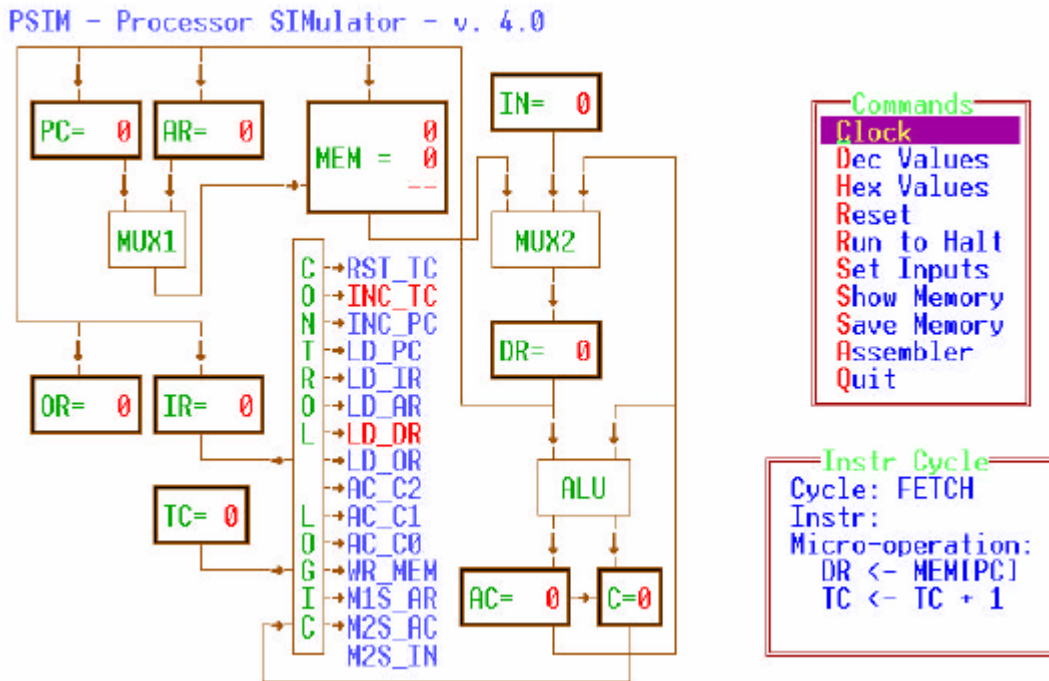 PSIM - Processor SIMulator - v. 4.0
PC= 0
AR= 0
MEM = 0
0
--
IN= 0
MUX1
MUX2
CONTROL LOGIC
RST_TC
INC_TC
INC_PC
LD_PC
LD_IR
LD_AR
LD_DR
LD_OR
AC_C2
AC_C1
AC_C0
WR_MEM
M1S_AR
M2S_AC
M2S_IN
DR= 0
OR= 0
IR= 0
TC= 0
ALU
AC= 0
C=0
Commands
Clock
Dec Values
Hex Values
Reset
Run to Halt
Set Inputs
Show Memory
Save Memory
Assembler
Quit
Instr Cycle
Cycle: FETCH
Instr:
Micro-operation:
DR <- MEM[PC]
TC <- TC + 1